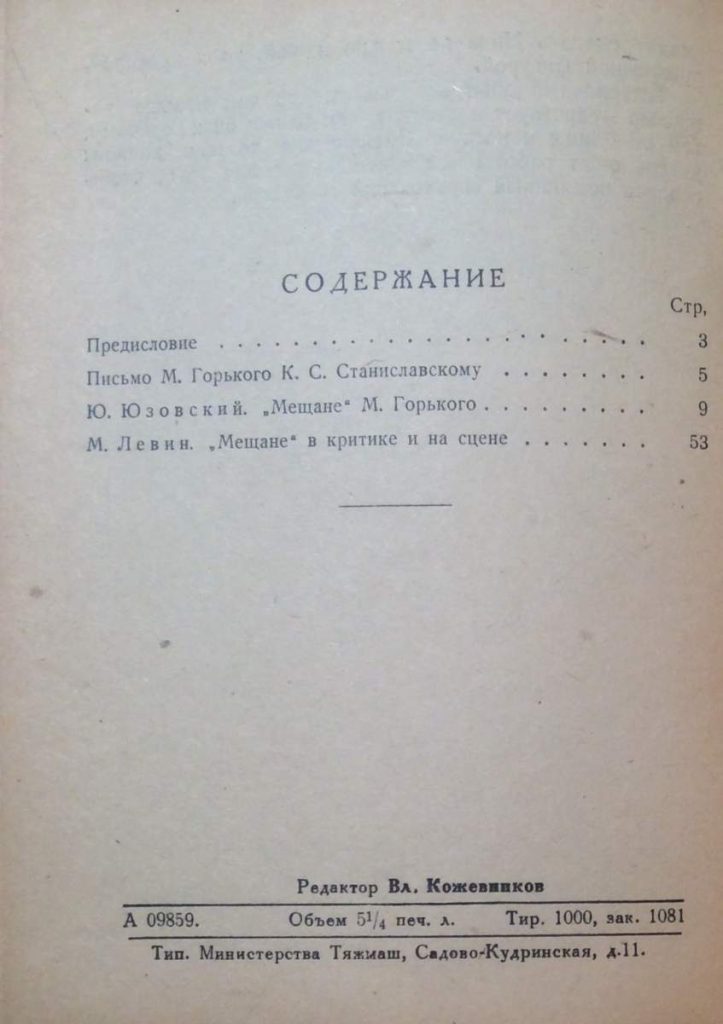 СОДЕРЖАНИЕ
Стр,
Предисловие . . . . . . . . . . . . . . . . . . . . . . . 3
Письмо М. Горького К. С. Станиславскому . . . . . . . . 5
Ю. Юзовский. „Мещане“ М. Горького . . . . . . . . . 9
М. Левин. „Мещане“ в критике и на сцене . . . . . . . 53
Редактор Вл. Кожевников
А 09859. Объем 5¹/₄ печ. л. Тир. 1000, зак. 1081
Тип. Министерства Тяжмаш, Садово-Кудринская, д.11.